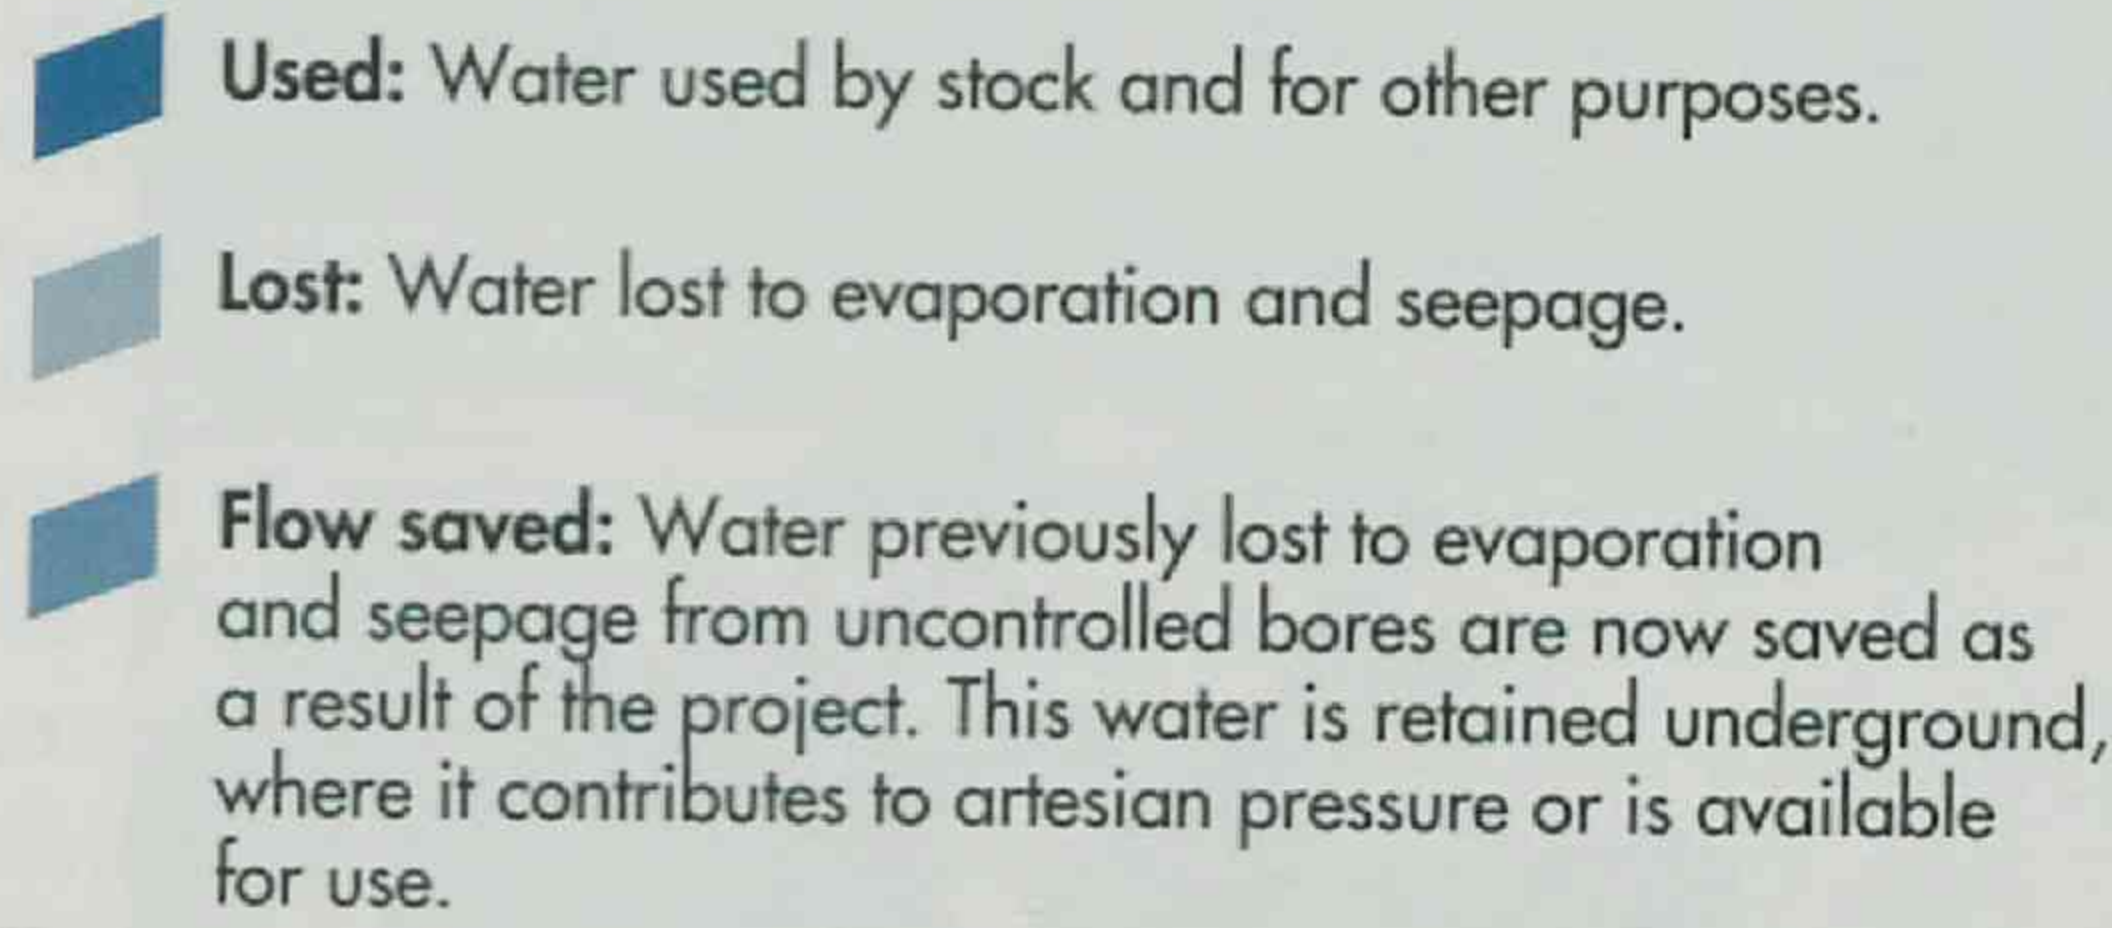 Used: Water used by stock and for other purposes.
Lost: Water lost to evaporation and seepage.
Flow saved: Water previously lost to evaporation
and seepage from uncontrolled bores are now saved as
a result of the project. This water is retained underground,
where it contributes to artesian pressure or is available
for use.